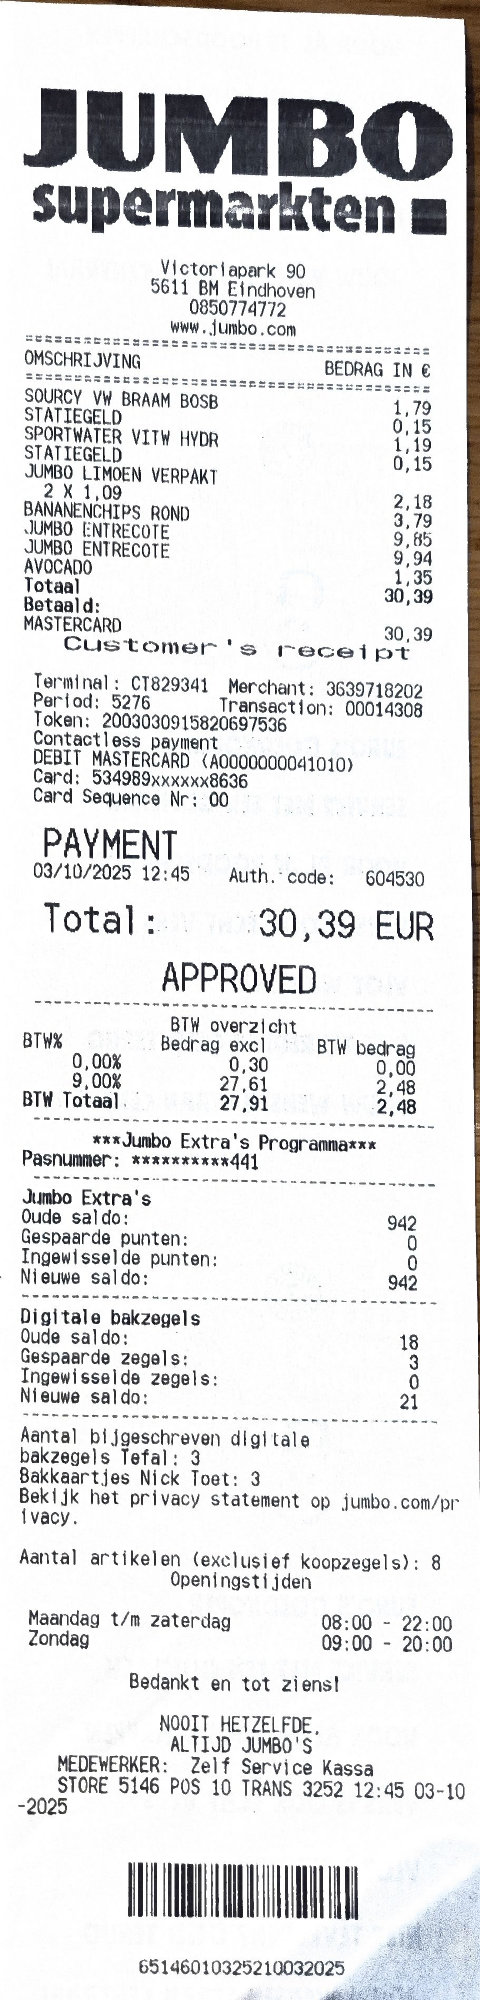 JUMBO
supermarkten
Victoriapark 90
5611 BM Eindhoven
0850774772
www.jumbo.com
OMSCHRIJVING BEDRAG IN €
SOURCY VW BRAAM BOSB 1,79
STATIEGELD 0,15
SPORTWATER VITW HYDR 1,19
STATIEGELD 0,15
JUMBO LIMOEN VERPAKT
2 X 1,09 2,18
BANANENCHIPS ROND 3,79
JUMBO ENTRECOTE 9,85
JUMBO ENTRECOTE 9,94
AVOCADO 1,35
Totaal 30,39
Betaald:
MASTERCARD 30,39
Customer's receipt
Terminal: CT829341 Merchant: 3639718202
Period: 5276 Transaction: 00014308
Token: 2003030915820697536
Contactless payment
DEBIT MASTERCARD (A0000000041010)
Card: 534989xxxxxx8636
Card Sequence Nr: 00
PAYMENT
03/10/2025 12:45 Auth. code: 604530
Total: 30,39 EUR
APPROVED
BTW overzicht
BTW% Bedrag excl BTW bedrag
0,00% 0,30 0,00
9,00% 27,61 2,48
BTW Totaal 27,91 2,48
***Jumbo Extra's Programma***
Pasnummer: **********441
Jumbo Extra's
Oude saldo: 942
Gespaarde punten: 0
Ingewisselde punten: 0
Nieuwe saldo: 942
Digitale bakzegels
Oude saldo: 18
Gespaarde zegels: 3
Ingewisselde zegels: 0
Nieuwe saldo: 21
Aantal bijgeschreven digitale
bakzegels Tefal: 3
Bakkaartjes Nick Toet: 3
Bekijk het privacy statement op jumbo.com/pr
ivacy.
Aantal artikelen (exclusief koopzegels): 8
Openingstijden
Maandag t/m zaterdag 08:00 - 22:00
Zondag 09:00 - 20:00
Bedankt en tot ziens!
NOOIT HETZELFDE,
ALTIJD JUMBO'S
MEDEWERKER: Zelf Service Kassa
STORE 5146 POS 10 TRANS 3252 12:45 03-10
-2025
65146010325210032025